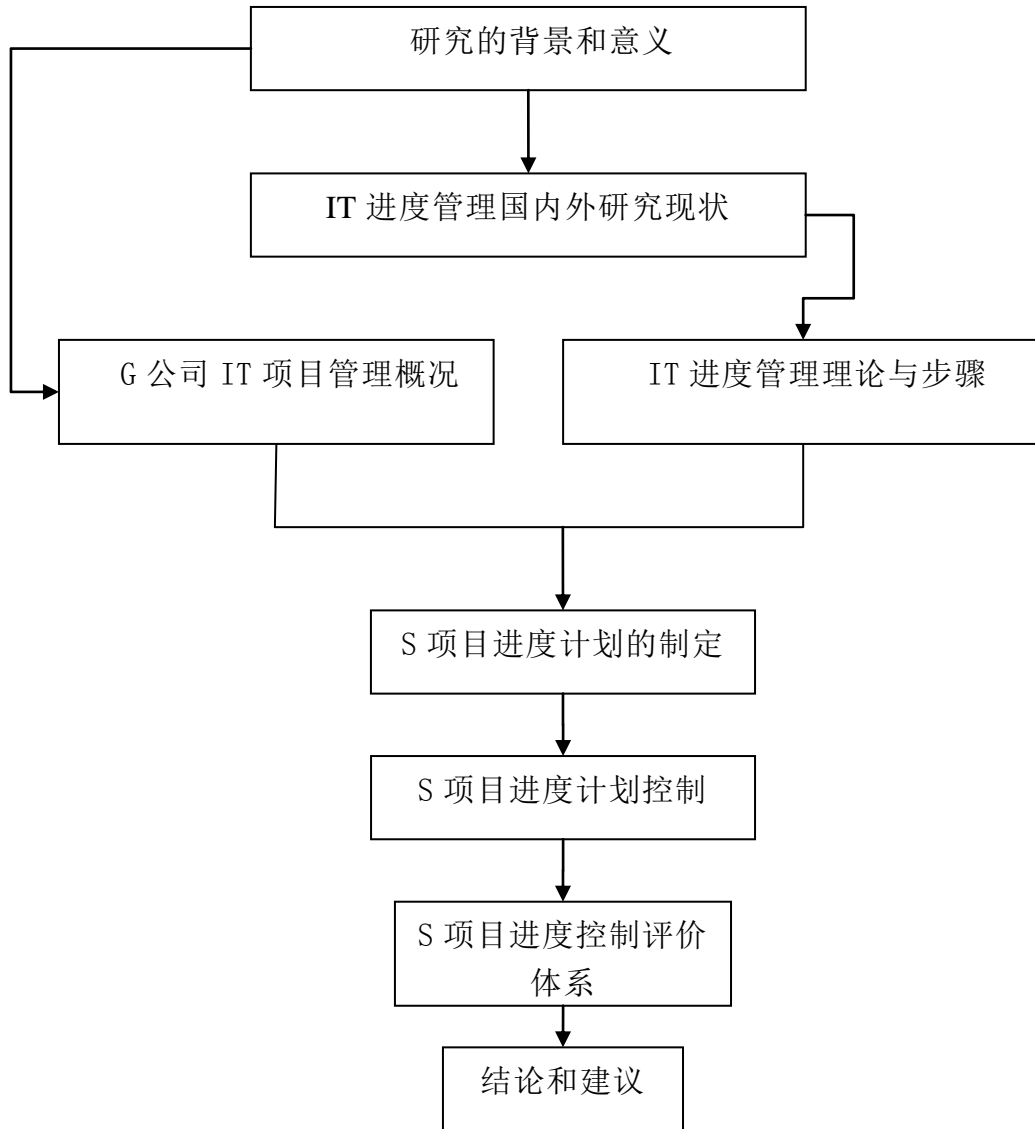 研究的背景和意义
IT 进度管理国内外研究现状
G 公司 IT 项目管理概况
IT 进度管理理论与步骤
S 项目进度计划的制定
S 项目进度计划控制
S 项目进度控制评价
体系
结论和建议